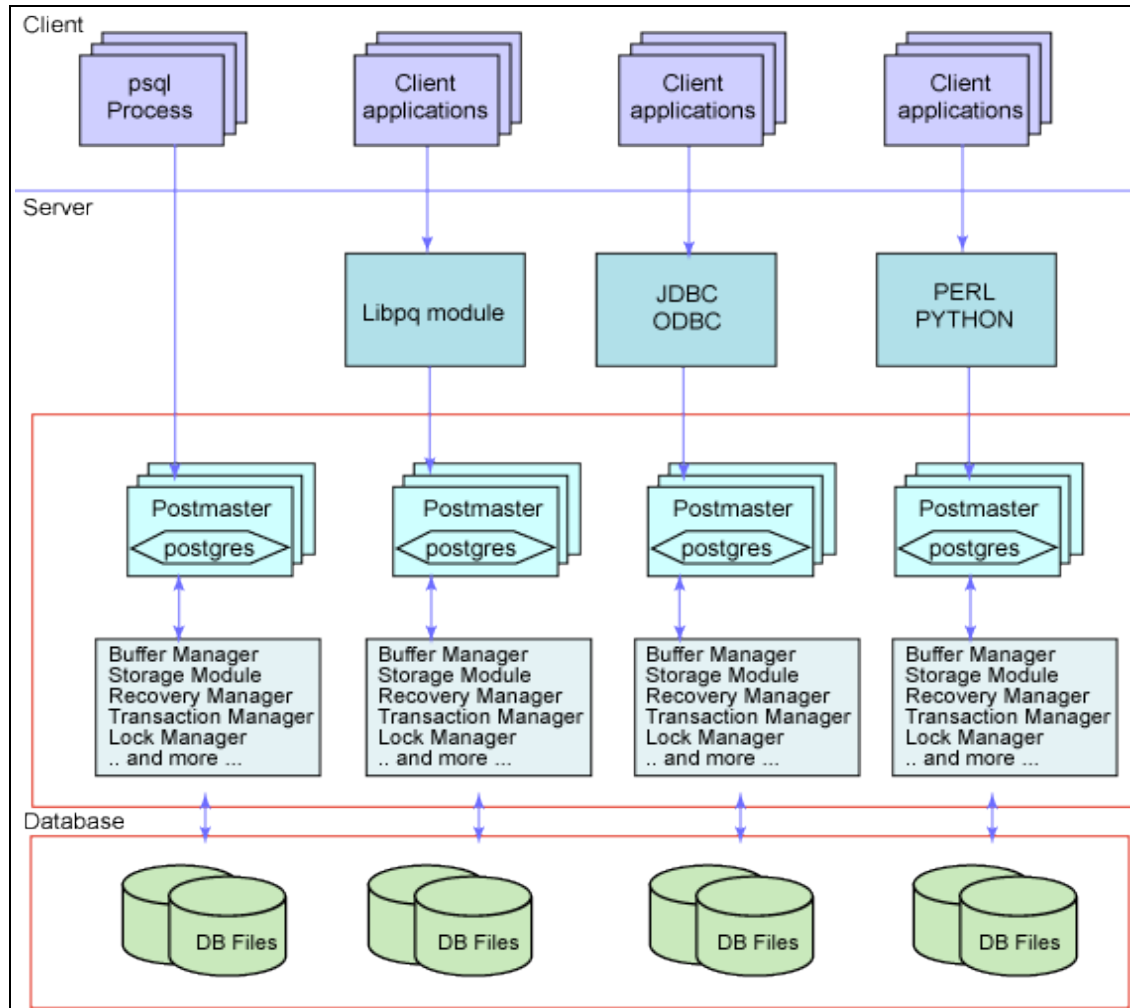 Client
psql
Process
Client
applications
Client
applications
Client
applications
Server
Libpq module
JDBC
ODBC
PERL
PYTHON
Postmaster
postgres
Postmaster
postgres
Postmaster
postgres
Postmaster
postgres
Buffer Manager
Storage Module
Recovery Manager
Transaction Manager
Lock Manager
.. and more ...
Buffer Manager
Storage Module
Recovery Manager
Transaction Manager
Lock Manager
.. and more ...
Buffer Manager
Storage Module
Recovery Manager
Transaction Manager
Lock Manager
.. and more ...
Buffer Manager
Storage Module
Recovery Manager
Transaction Manager
Lock Manager
.. and more ...
Database
DB Files
DB Files
DB Files
DB Files